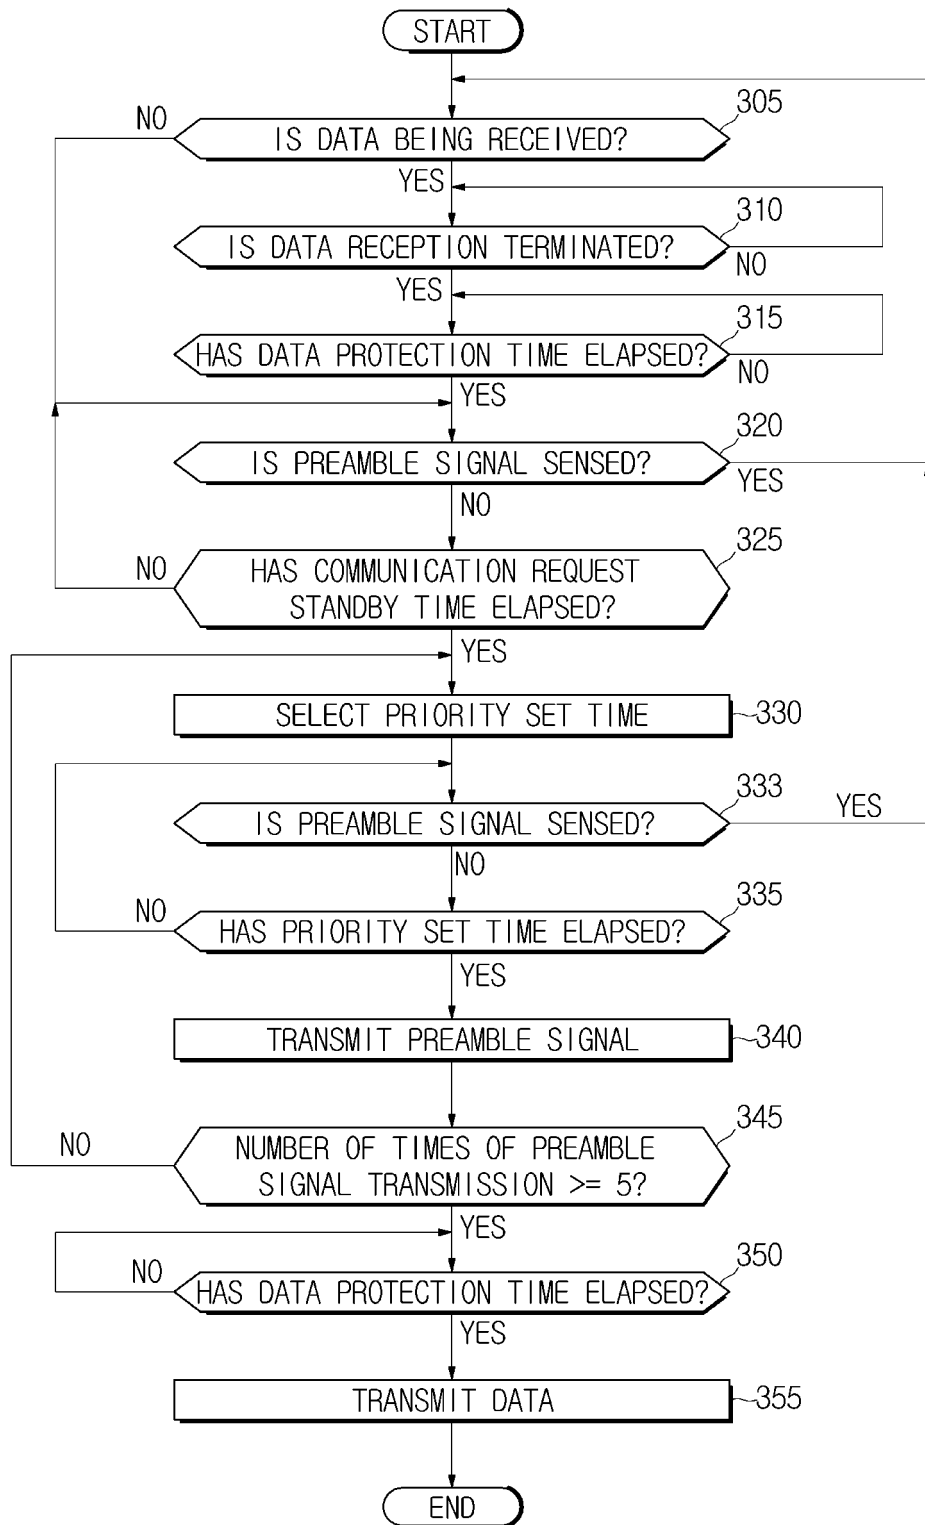 START
305
NO
IS DATA BEING RECEIVED?
YES
310
IS DATA RECEPTION TERMINATED?
NO
YES
315
HAS DATA PROTECTION TIME ELAPSED?
NO
YES
320
IS PREAMBLE SIGNAL SENSED?
YES
NO
325
NO
HAS COMMUNICATION REQUEST
STANDBY TIME ELAPSED?
YES
SELECT PRIORITY SET TIME
330
333
IS PREAMBLE SIGNAL SENSED?
YES
NO
335
NO
HAS PRIORITY SET TIME ELAPSED?
YES
TRANSMIT PREAMBLE SIGNAL
340
345
NO
NUMBER OF TIMES OF PREAMBLE
SIGNAL TRANSMISSION >= 5?
YES
350
NO
HAS DATA PROTECTION TIME ELAPSED?
YES
TRANSMIT DATA
355
END